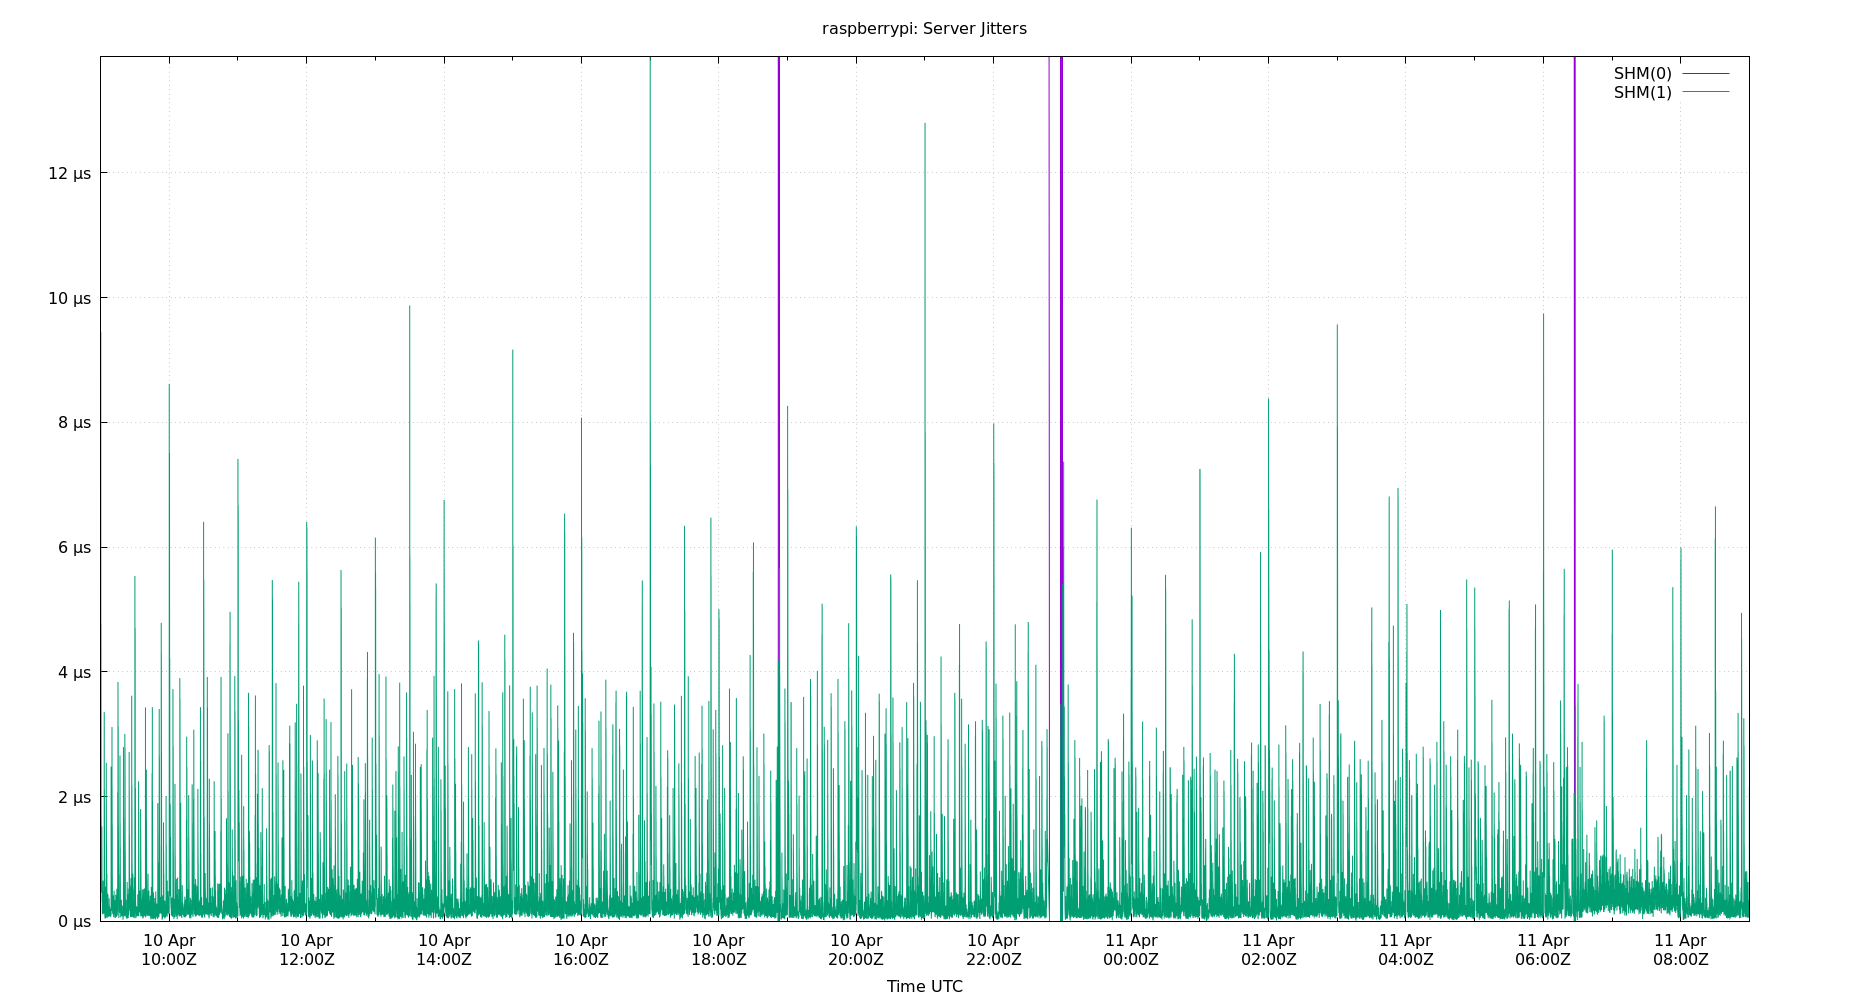 raspberrypi: Server Jitters
SHM(0)
SHM(1)
12 µs
10 µs
8 µs
6 µs
4 µs
2 µs
0 µs
10 Apr 10 Apr 10 Apr 10 Apr 10 Apr 10 Apr 10 Apr 11 Apr 11 Apr 11 Apr 11 Apr 11 Apr
10:00Z 12:00Z 14:00Z 16:00Z 18:00Z 20:00Z 22:00Z 00:00Z 02:00Z 04:00Z 06:00Z 08:00Z
Time UTC